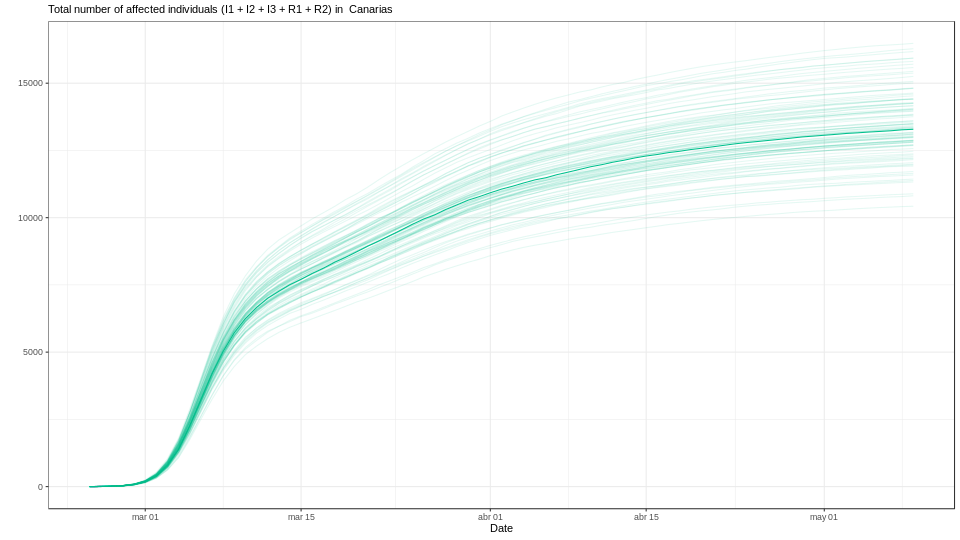 Total number of affected individuals (I1 + I2 + I3 + R1 + R2) in  Canarias
15000
10000
5000
0
mar 01
mar 15
abr 01
abr 15
may 01
Date